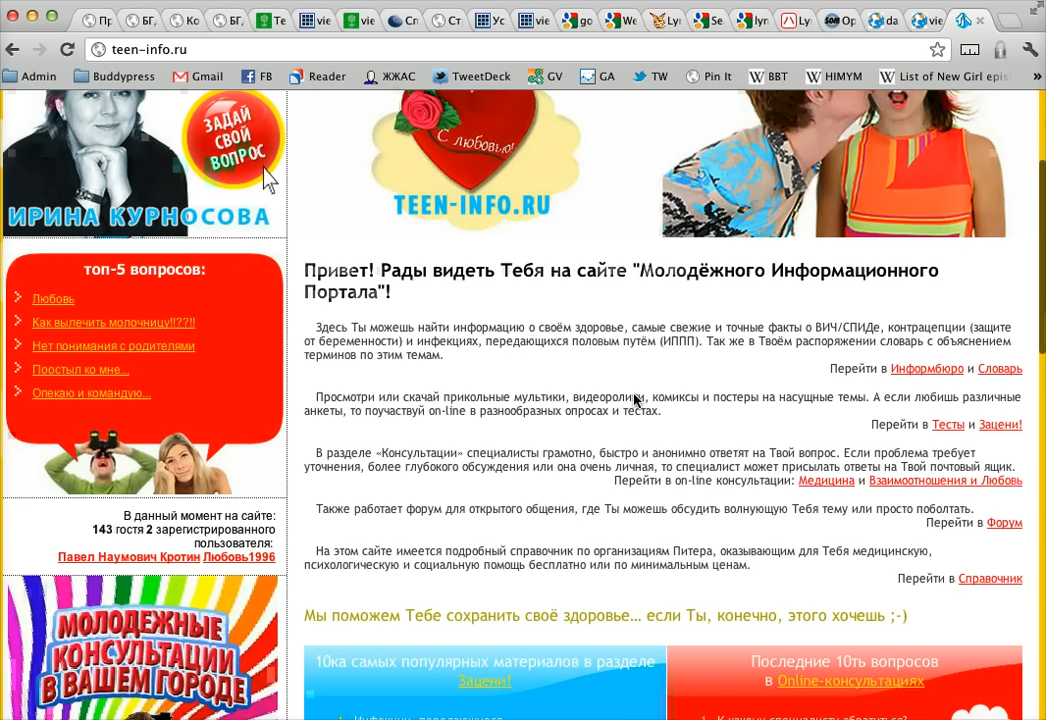 teen-info.ru
Admin Buddypress Gmail FB Reader ЖЖАС TweetDeck GV GA TW Pin It BBT HIMYM List of New Girl epis
ЗАДАЙ
СВОЙ
ВОПРОС
ИРИНА КУРНОСОВА
С любовью!
TEEN-INFO.RU
топ-5 вопросов:
Любовь
Как вылечить молочницу!!??!!
Нет понимания с родителями
Поостыл ко мне...
Опекаю и командую...
В данный момент на сайте:
143 гостя 2 зарегистрированного
пользователя:
Павел Наумович Кротин Любовь1996
МОЛОДЕЖНЫЕ
КОНСУЛЬТАЦИИ
В ВАШЕМ ГОРОДЕ
Привет! Рады видеть Тебя на сайте "Молодёжного Информационного
Портала"!
Здесь Ты можешь найти информацию о своём здоровье, самые свежие и точные факты о ВИЧ/СПИДе, контрацепции (защите
от беременности) и инфекциях, передающихся половым путём (ИППП). Так же в Твоём распоряжении словарь с объяснением
терминов по этим темам.
Перейти в Информбюро и Словарь
Просмотри или скачай прикольные мультики, видеоролики, комиксы и постеры на насущные темы. А если любишь различные
анкеты, то поучаствуй on-line в разнообразных опросах и тестах.
Перейти в Тесты и Зацени!
В разделе «Консультации» специалисты грамотно, быстро и анонимно ответят на Твой вопрос. Если проблема требует
уточнения, более глубокого обсуждения или она очень личная, то специалист может присылать ответы на Твой почтовый ящик.
Перейти в on-line консультации: Медицина и Взаимоотношения и Любовь
Также работает форум для открытого общения, где Ты можешь обсудить волнующую Тебя тему или просто поболтать.
Перейти в Форум
На этом сайте имеется подробный справочник по организациям Питера, оказывающим для Тебя медицинскую,
психологическую и социальную помощь бесплатно или по минимальным ценам.
Перейти в Справочник
Мы поможем Тебе сохранить своё здоровье... если Ты, конечно, этого хочешь ;-)
10ка самых популярных материалов в разделе
Зацени!
Последние 10ть вопросов
в Online-консультациях